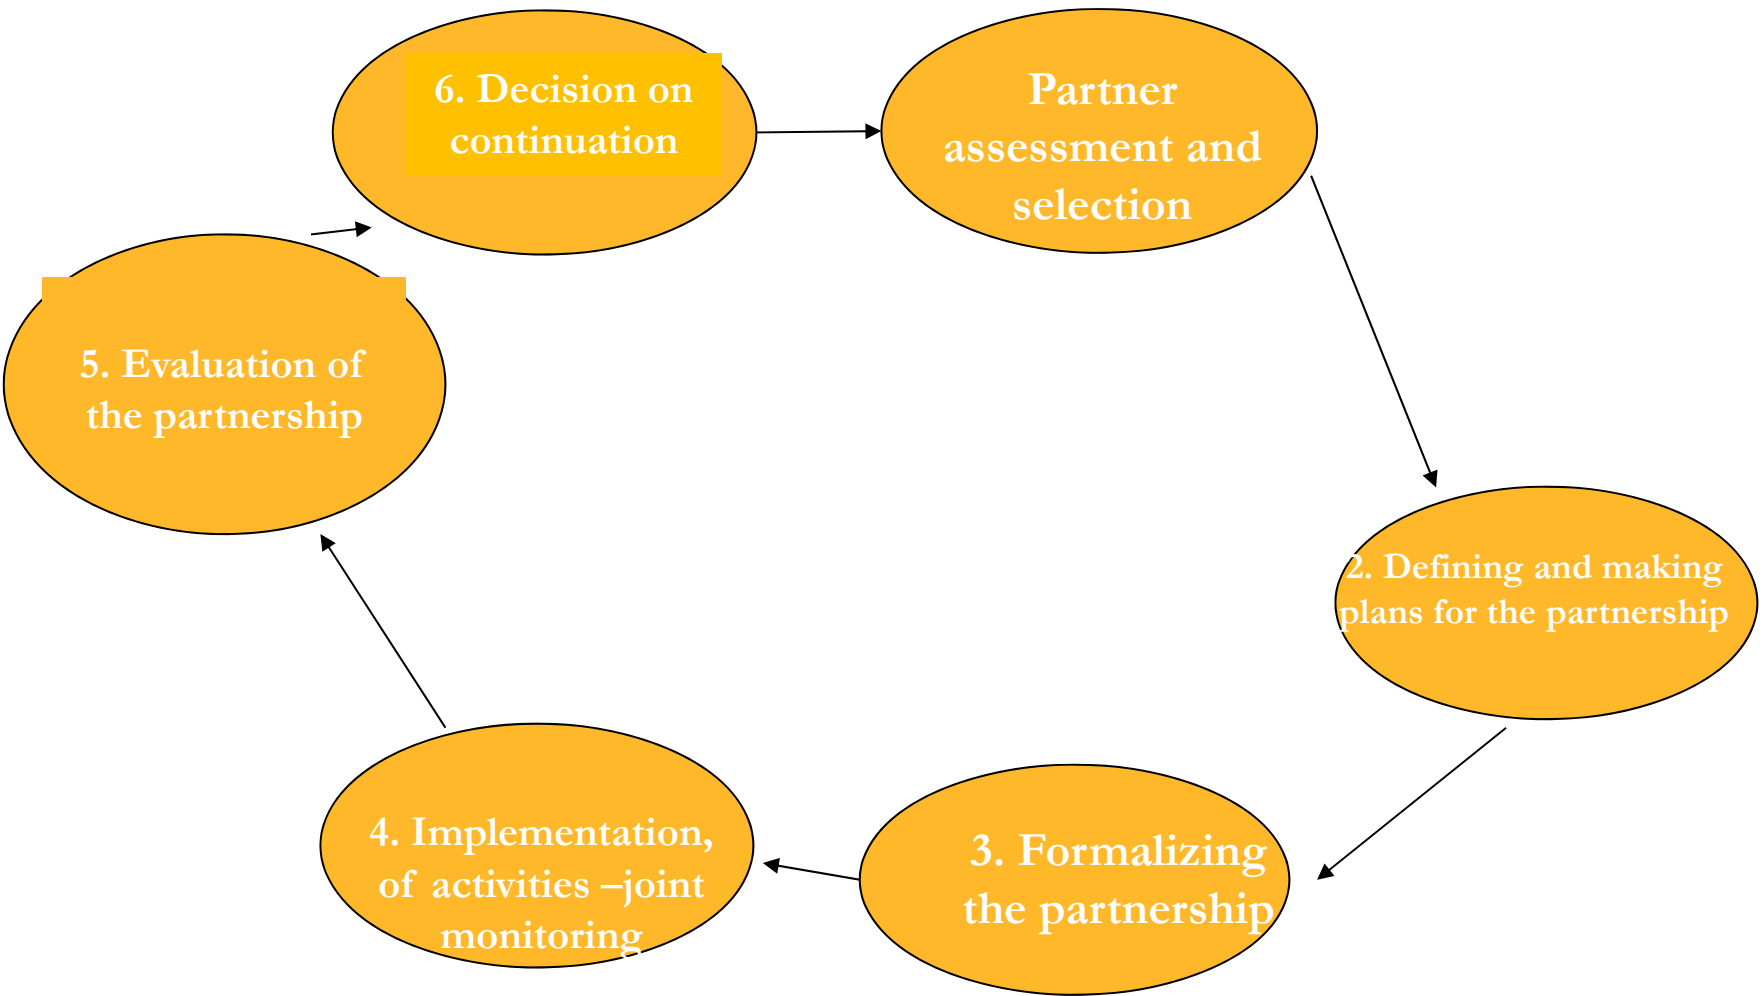 6. Decision on
continuation
Partner
assessment and
selection
2. Defining and making
plans for the partnership
3. Formalizing
the partnership
4. Implementation,
of activities –joint
monitoring
5. Evaluation of
the partnership